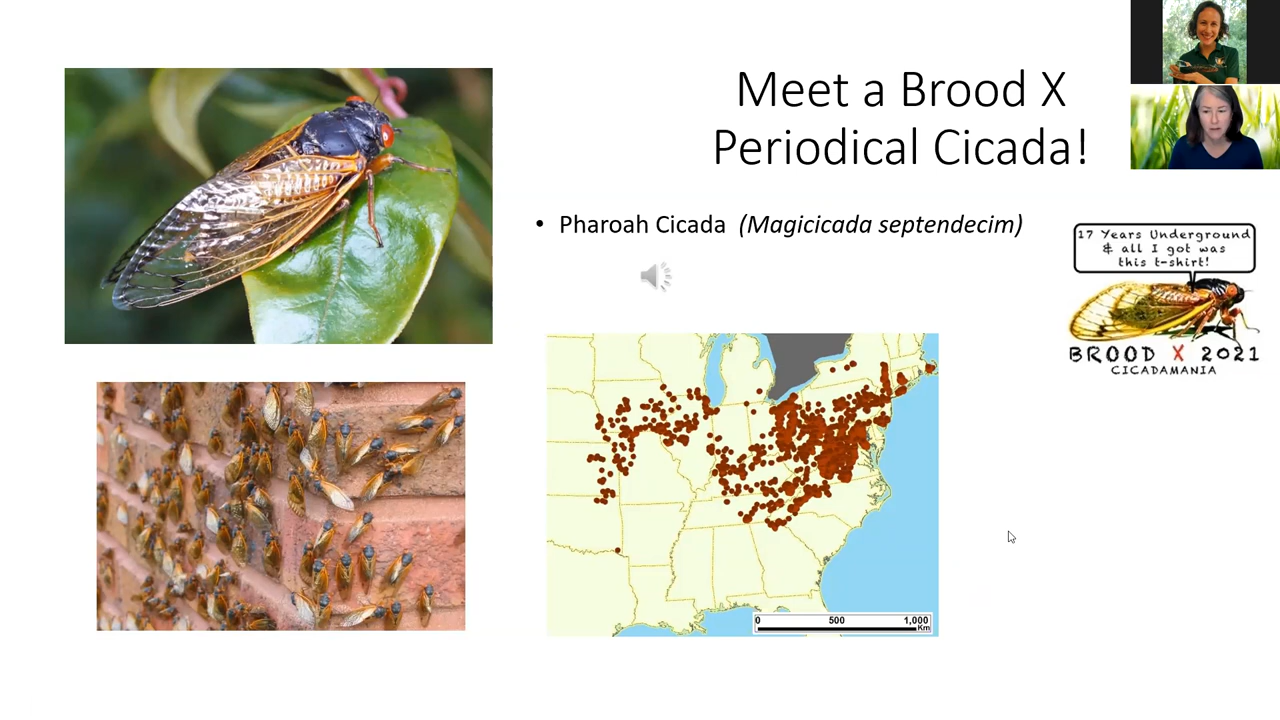 Meet a Brood X
Periodical Cicada!
• Pharoah Cicada (Magicicada septendecim)
17 Years Underground
& all I got was
this t-shirt!
BROOD X 2021
CICADAMANIA
0 500 1,000
Km